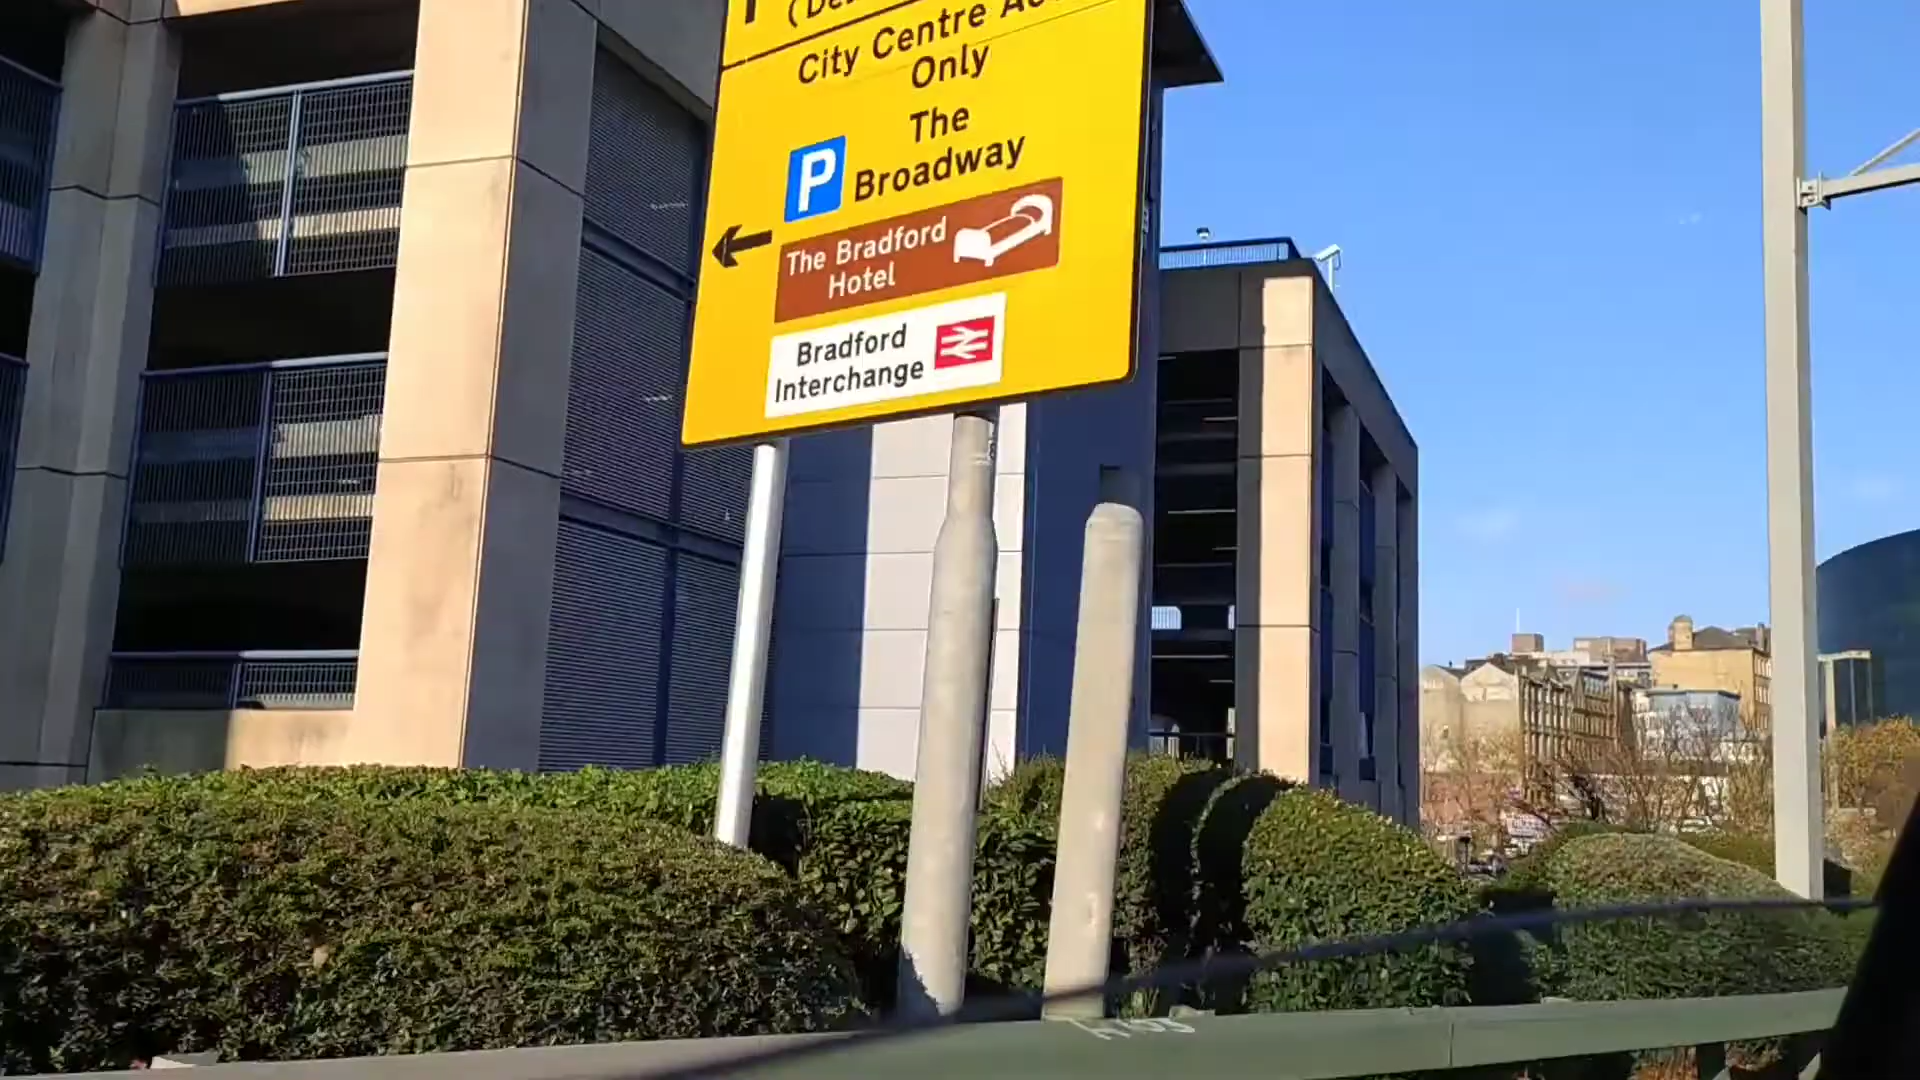 City Centre
Only
The
P Broadway
The Bradford
Hotel
Bradford
Interchange